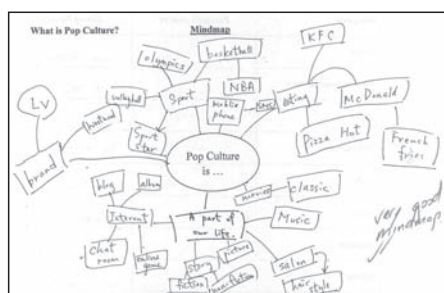 What is Pop Culture?
Mindmap
KFC
basketball
olympics
LV
volleyball
Sport
NBA
eating
McDonald
Mobile phone
Sport star
Pizza Hut
French fries
brand
Pop Culture is ...
blog
album
movies
classic
Internet
A part of our life.
Music
very good mindmap
Chat room
online game
story
picture
salon
fiction
non-fiction
hair style